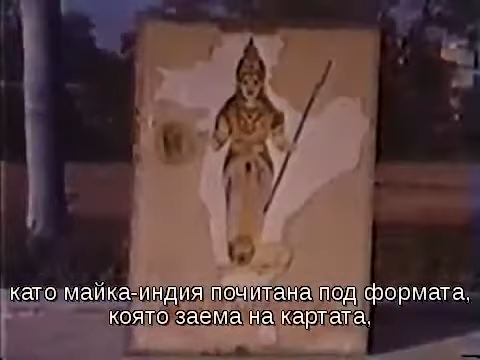 като майка-индия почитана под формата,
която заема на картата,